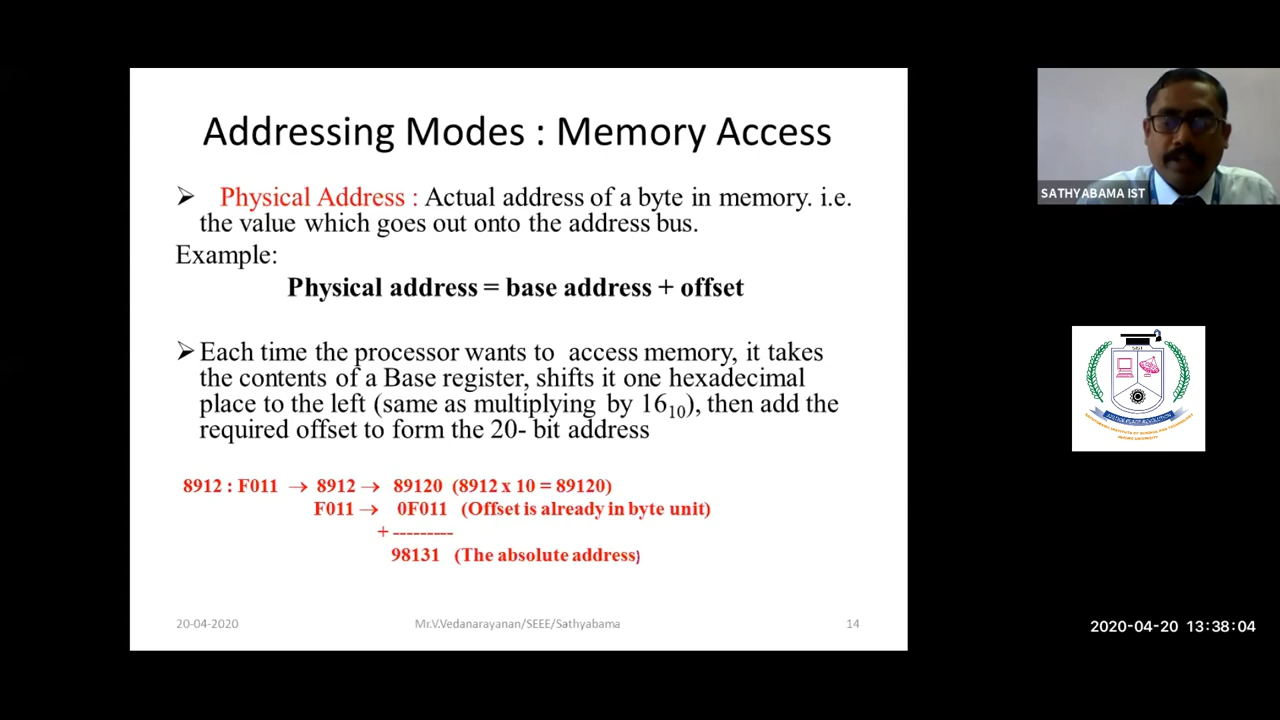 Addressing Modes : Memory Access
➢ Physical Address : Actual address of a byte in memory. i.e.
the value which goes out onto the address bus.
Example:
Physical address = base address + offset
➢ Each time the processor wants to access memory, it takes
the contents of a Base register, shifts it one hexadecimal
place to the left (same as multiplying by 16₁₀), then add the
required offset to form the 20- bit address
8912 : F011 → 8912 → 89120 (8912 x 10 = 89120)
F011 → 0F011 (Offset is already in byte unit)
+ ---------
98131 (The absolute address)
20-04-2020
Mr.V.Vedanarayanan/SEEE/Sathyabama
14
SATHYABAMA IST
2020-04-20 13:38:04